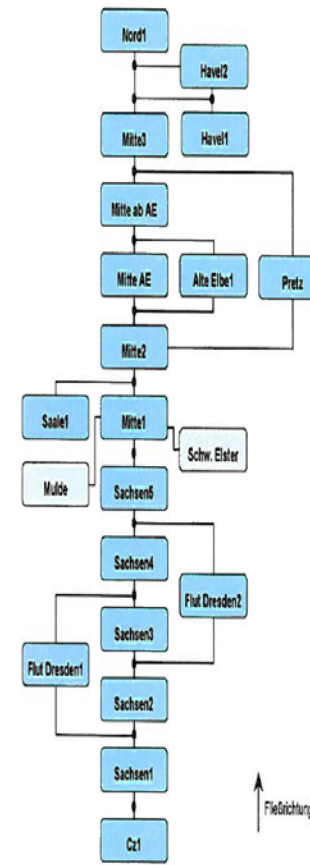 Nord1
Havel2
Mitte3
Havel1
Mitte ab AE
Mitte AE
Alte Elbe1
Pretz
Mitte2
Saale1
Mitte1
Schw. Elster
Mulde
Sachsen5
Sachsen4
Flut Dresden2
Sachsen3
Flut Dresden1
Sachsen2
Sachsen1
Fließrichtung
Cz1